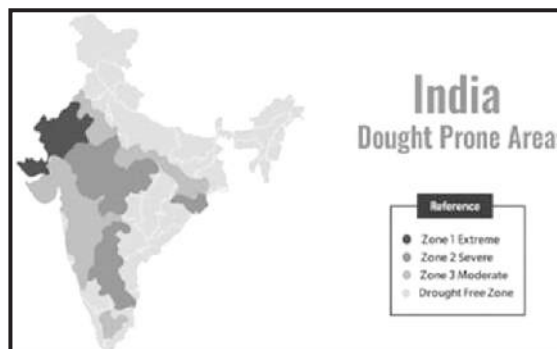 India
Dought Prone Area
Reference
Zone 1 Extreme
Zone 2 Severe
Zone 3 Moderate
Drought Free Zone